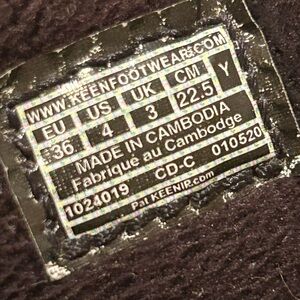 WWW.KEENFOOTWEAR.COM
EU US UK CM Y
36 4 3 22.5
MADE IN CAMBODIA
Fabriqué au Cambodge
1024019 CD-C 010520
Pat KEENIR.com